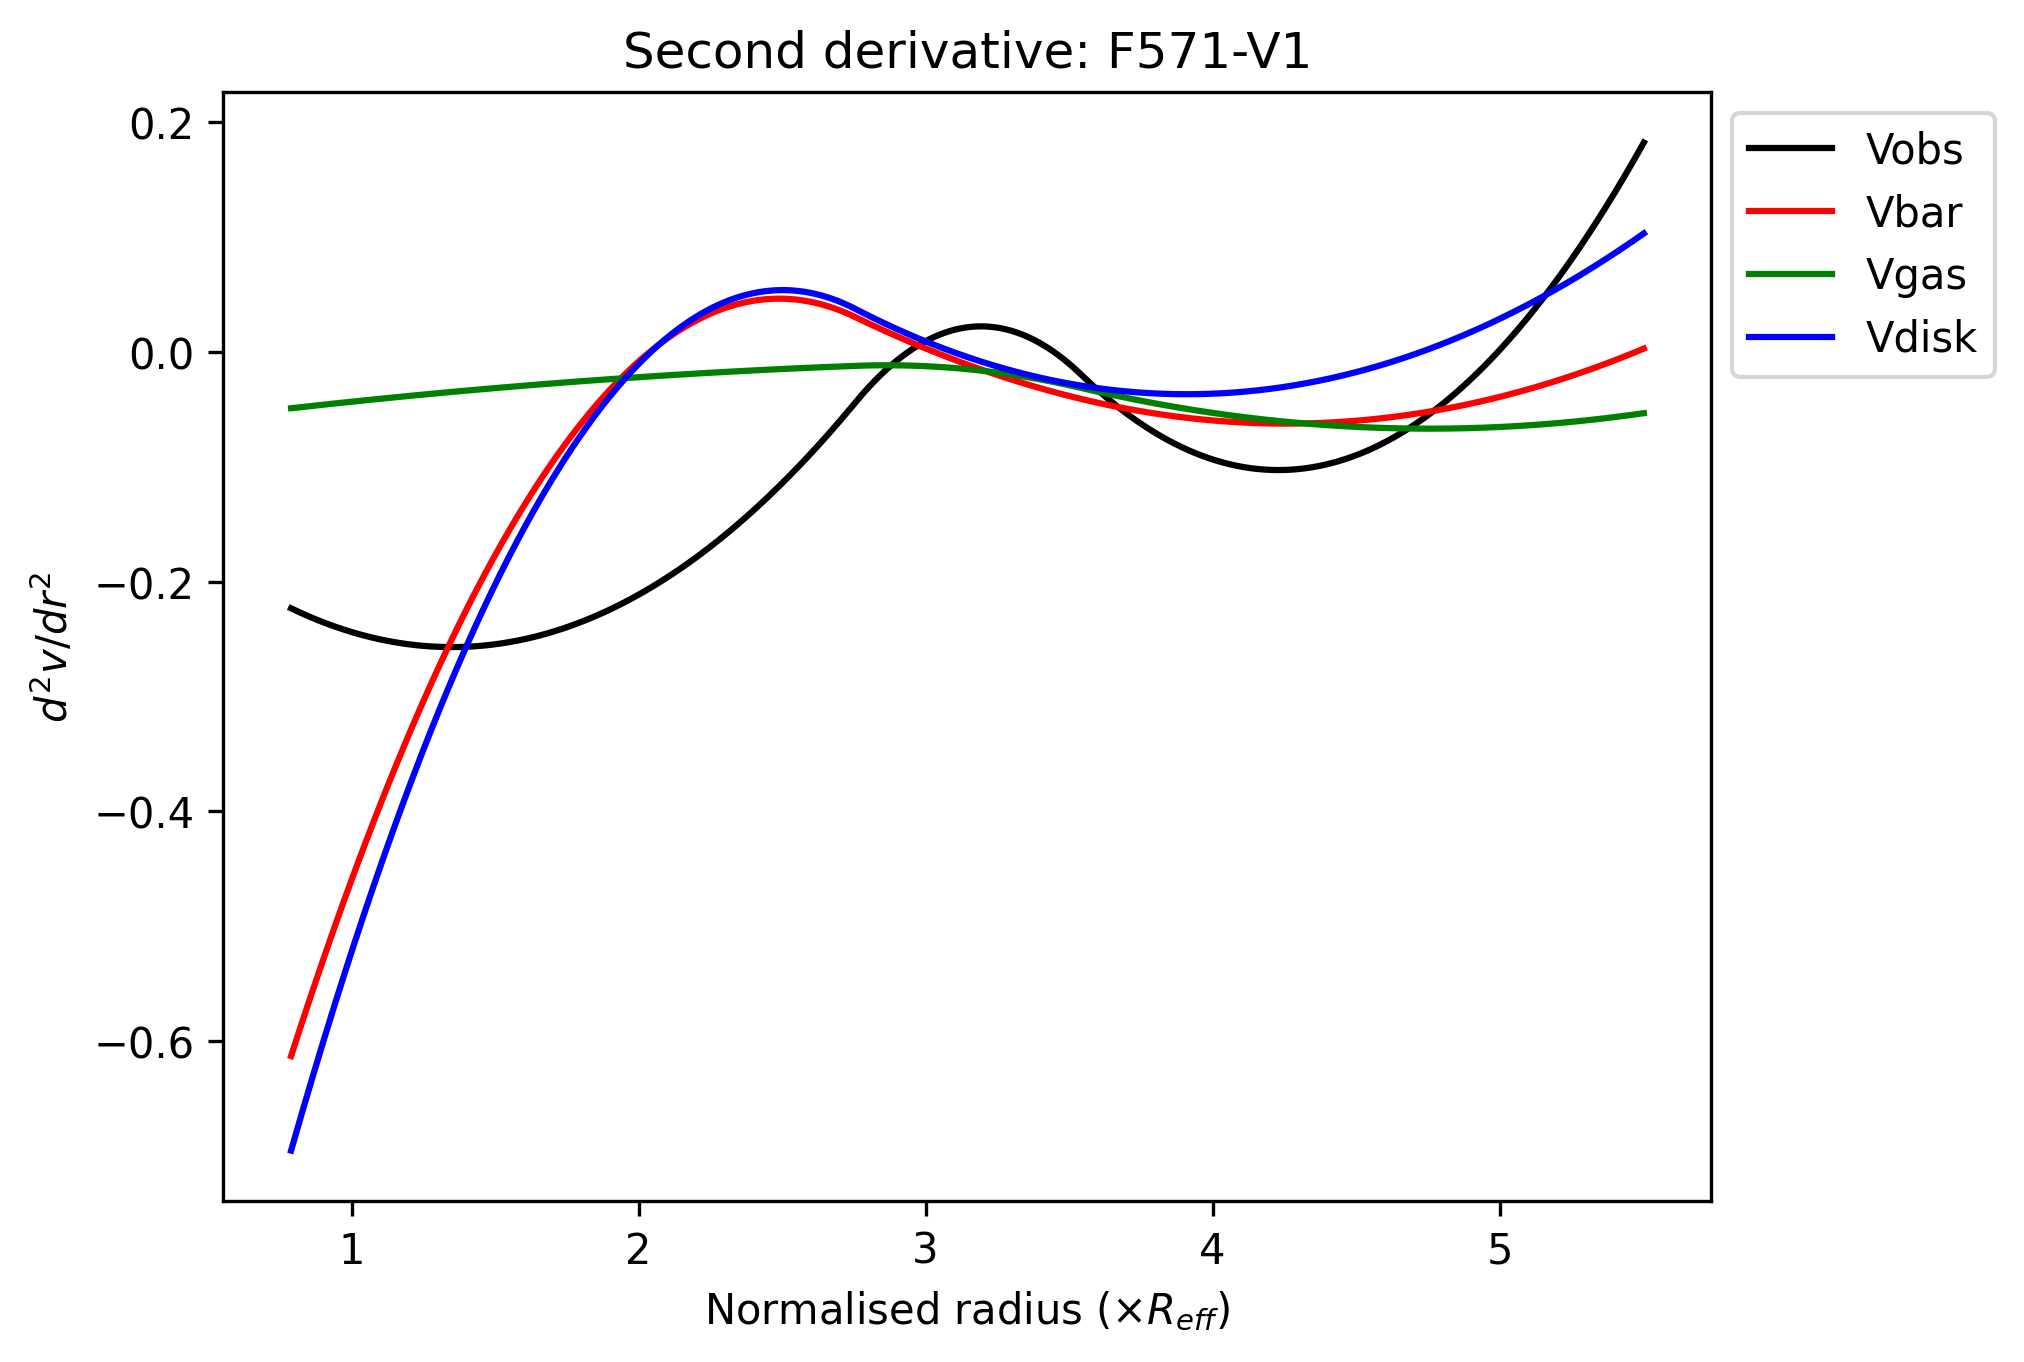 Second derivative: F571-V1
0.2
0.0
−0.2
−0.4
−0.6
d²v/dr²
1 2 3 4 5
Normalised radius (×R_eff)
Vobs
Vbar
Vgas
Vdisk